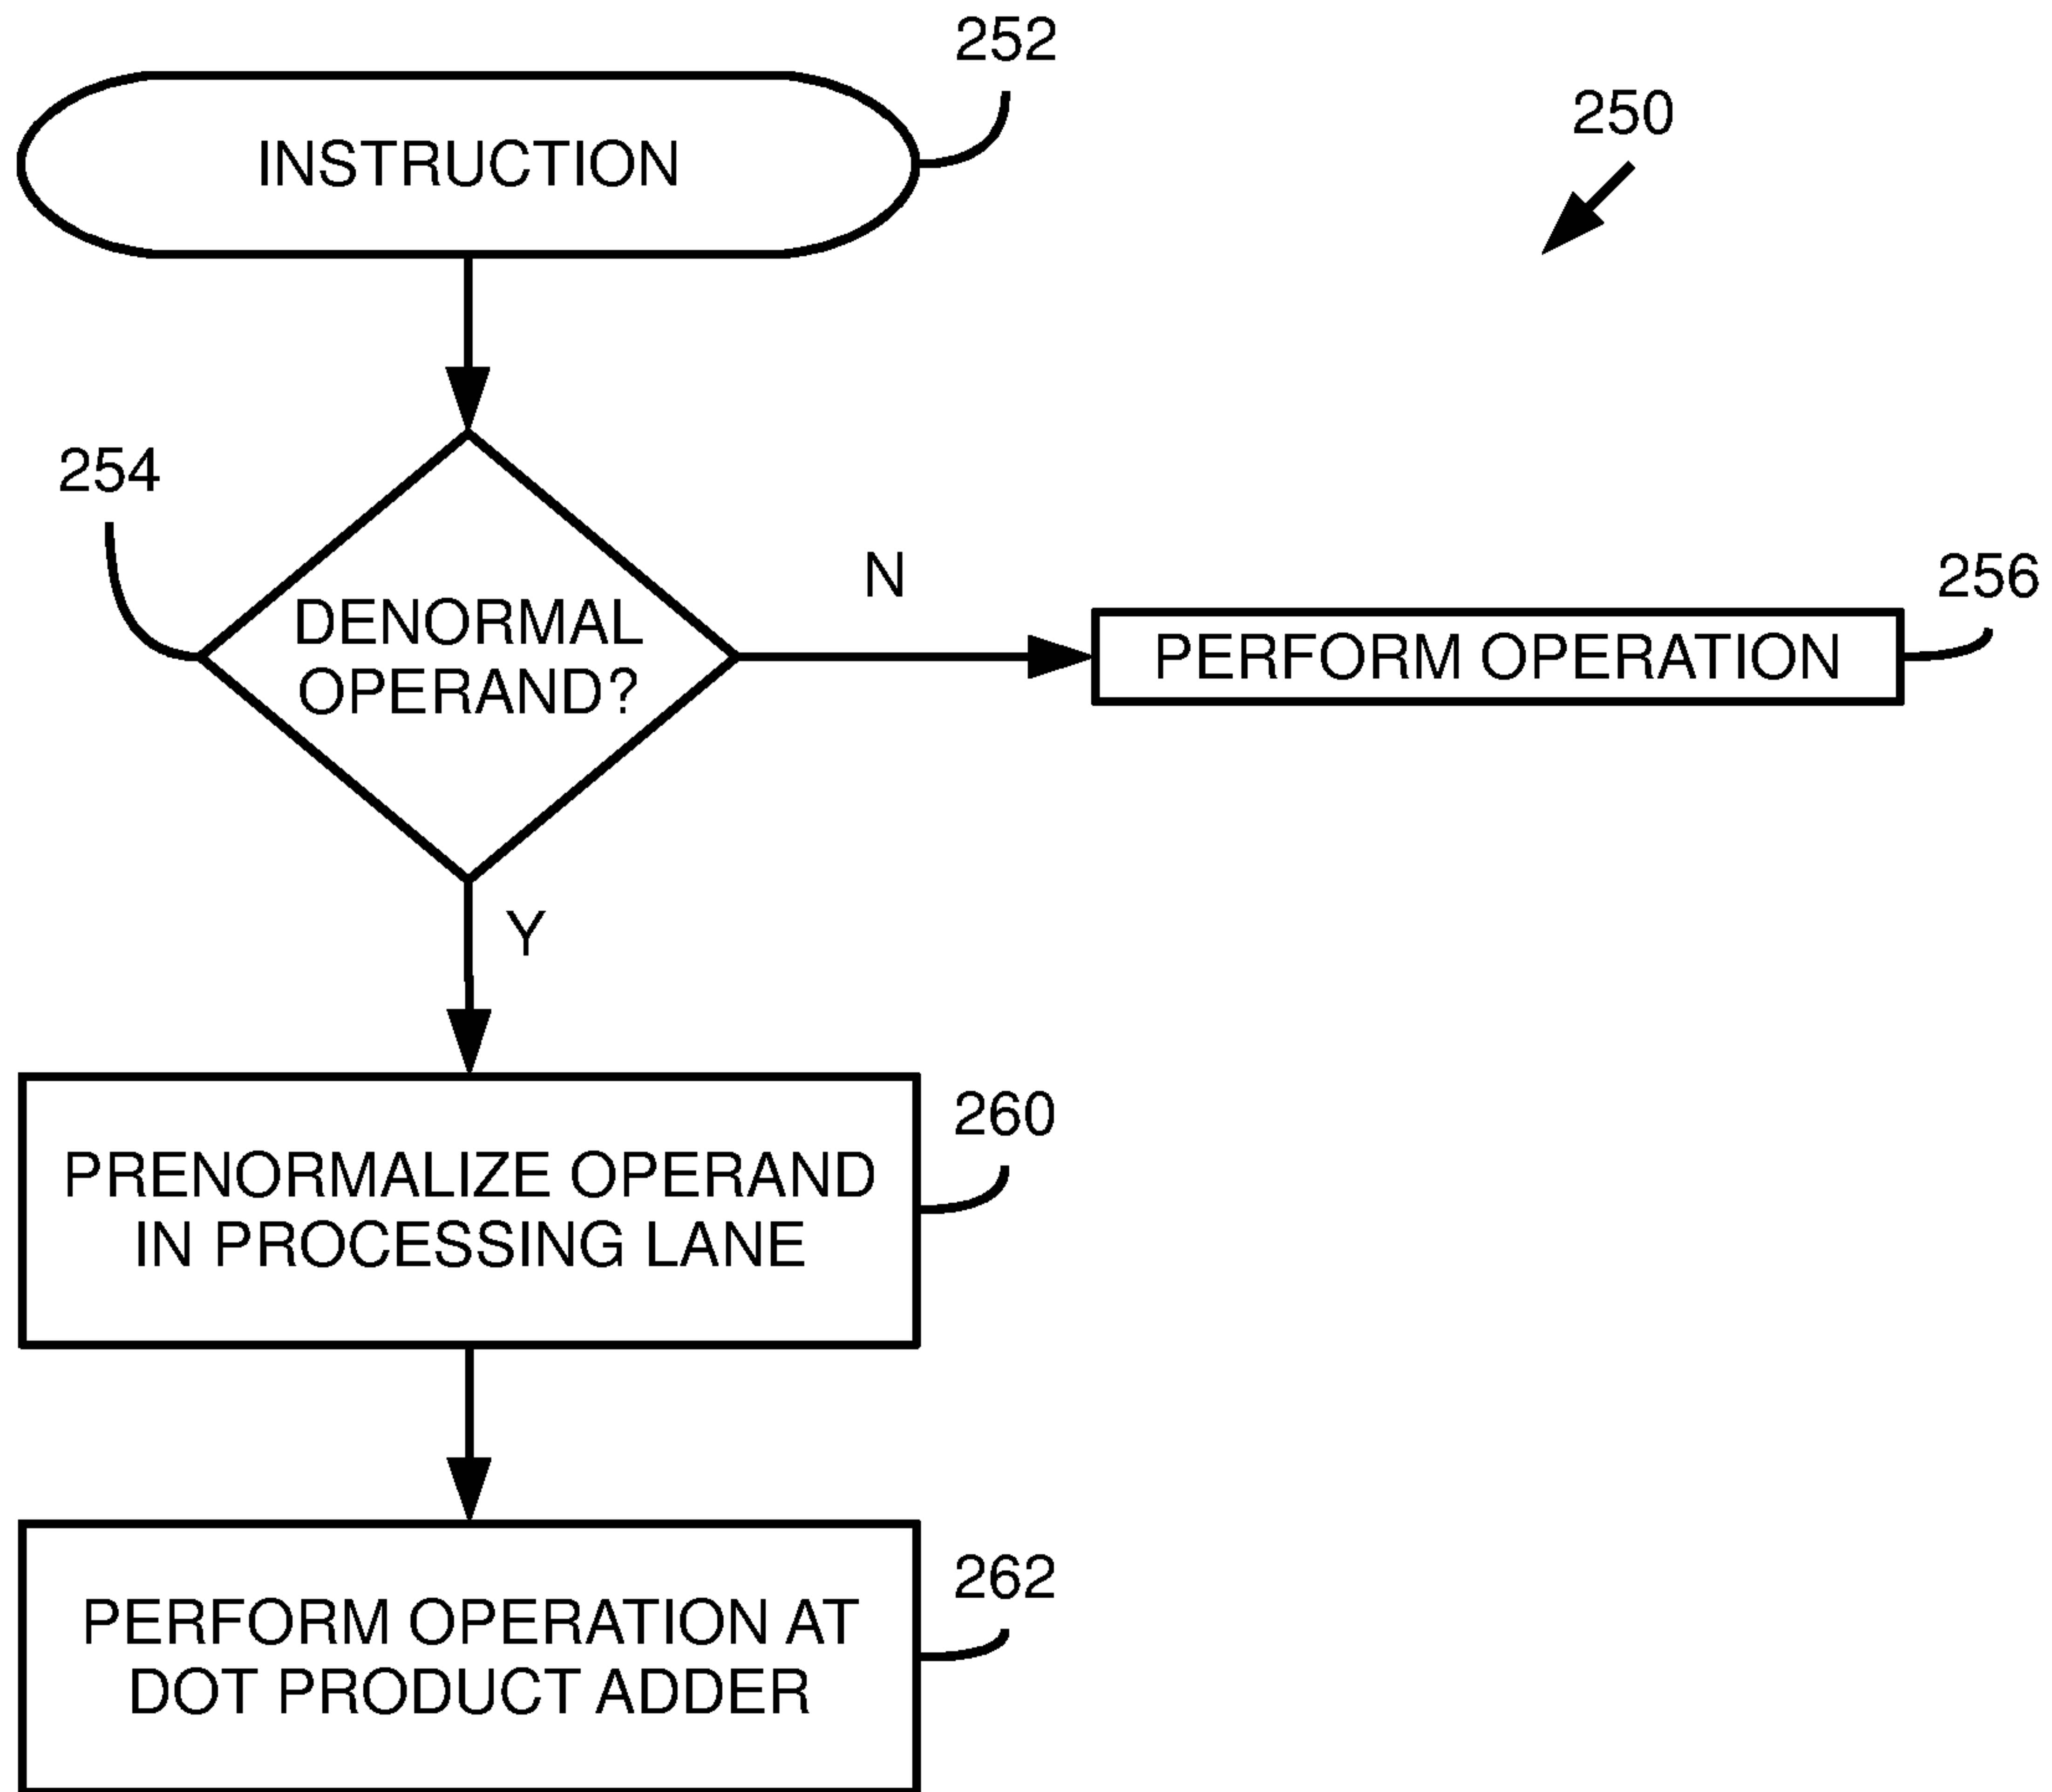 252
INSTRUCTION
250
254
DENORMAL
OPERAND?
N
256
PERFORM OPERATION
Y
260
PRENORMALIZE OPERAND
IN PROCESSING LANE
262
PERFORM OPERATION AT
DOT PRODUCT ADDER